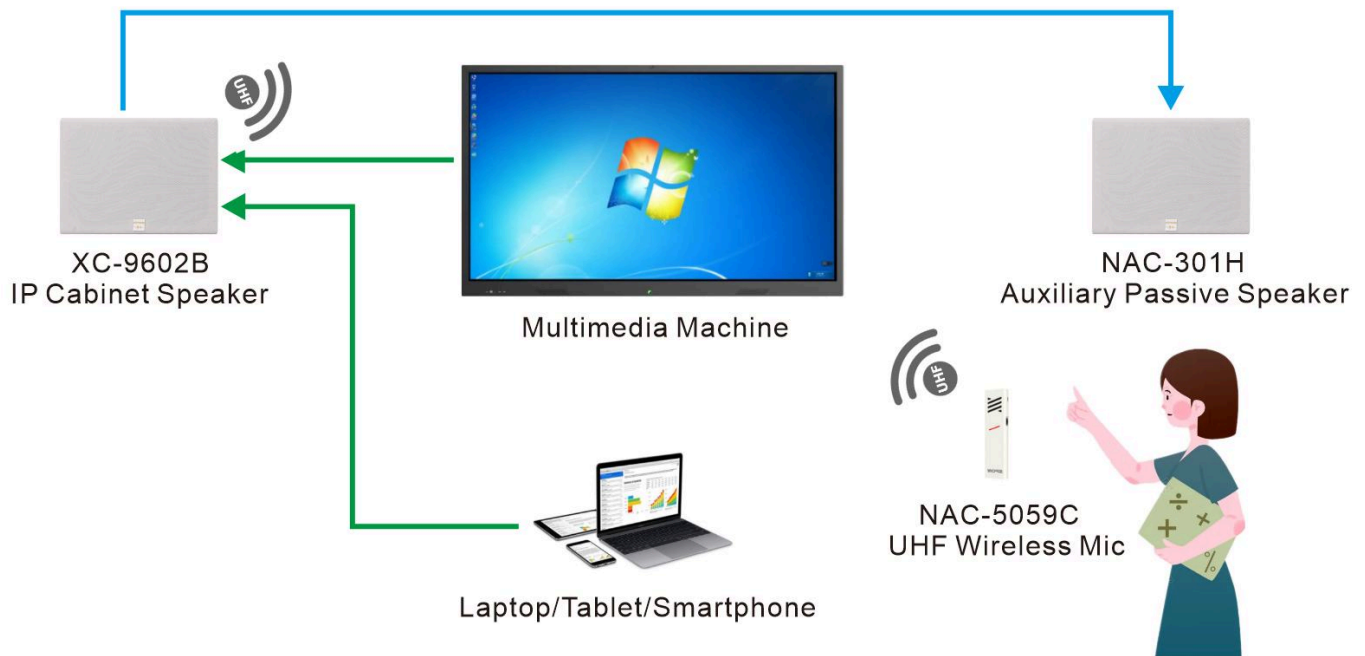 UHF
XC-9602B
IP Cabinet Speaker
Multimedia Machine
NAC-301H
Auxiliary Passive Speaker
UHF
NAC-5059C
UHF Wireless Mic
Laptop/Tablet/Smartphone
÷
+ ×
%